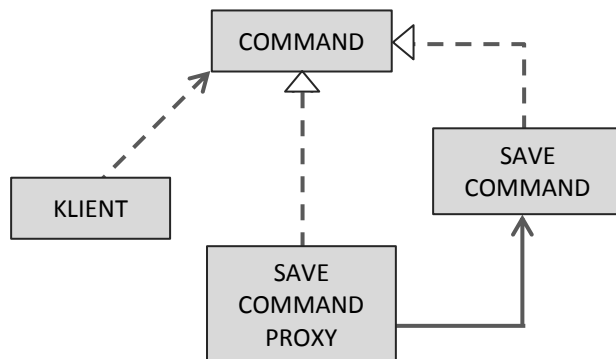 COMMAND
SAVE
COMMAND
KLIENT
SAVE
COMMAND
PROXY